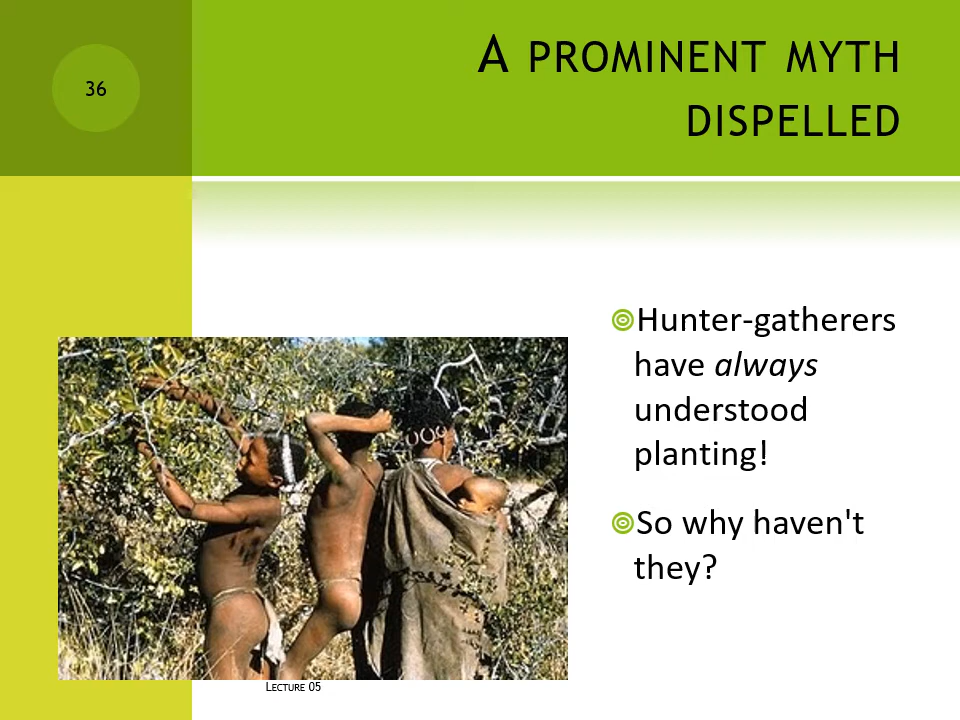 36
A PROMINENT MYTH
DISPELLED
Hunter-gatherers
have always
understood
planting!
So why haven't
they?
LECTURE 05